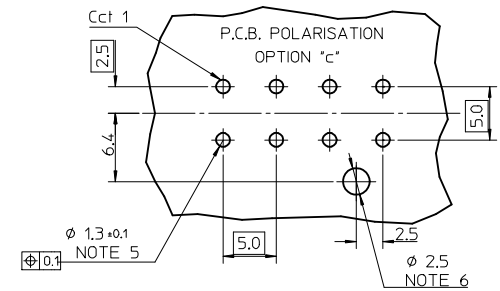 Cct 1
P.C.B. POLARISATION
OPTION "c"
2.5
5.0
6.4
ø 1.3 ±0.1
NOTE 5
5.0
2.5
⌖ 0.1
ø 2.5
NOTE 6